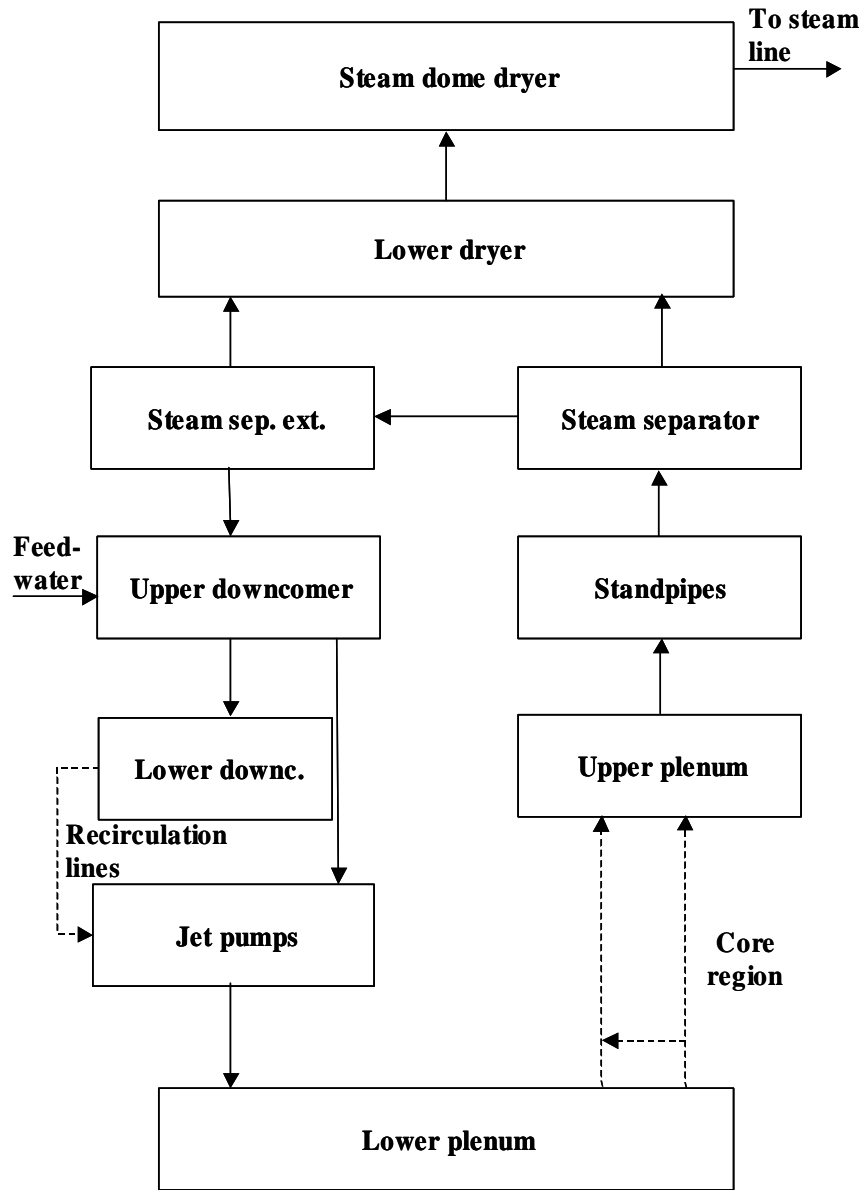 To steam
line
Steam dome dryer
Lower dryer
Steam sep. ext.
Steam separator
Feed-
water
Upper downcomer
Standpipes
Lower downc.
Upper plenum
Recirculation
lines
Jet pumps
Core
region
Lower plenum